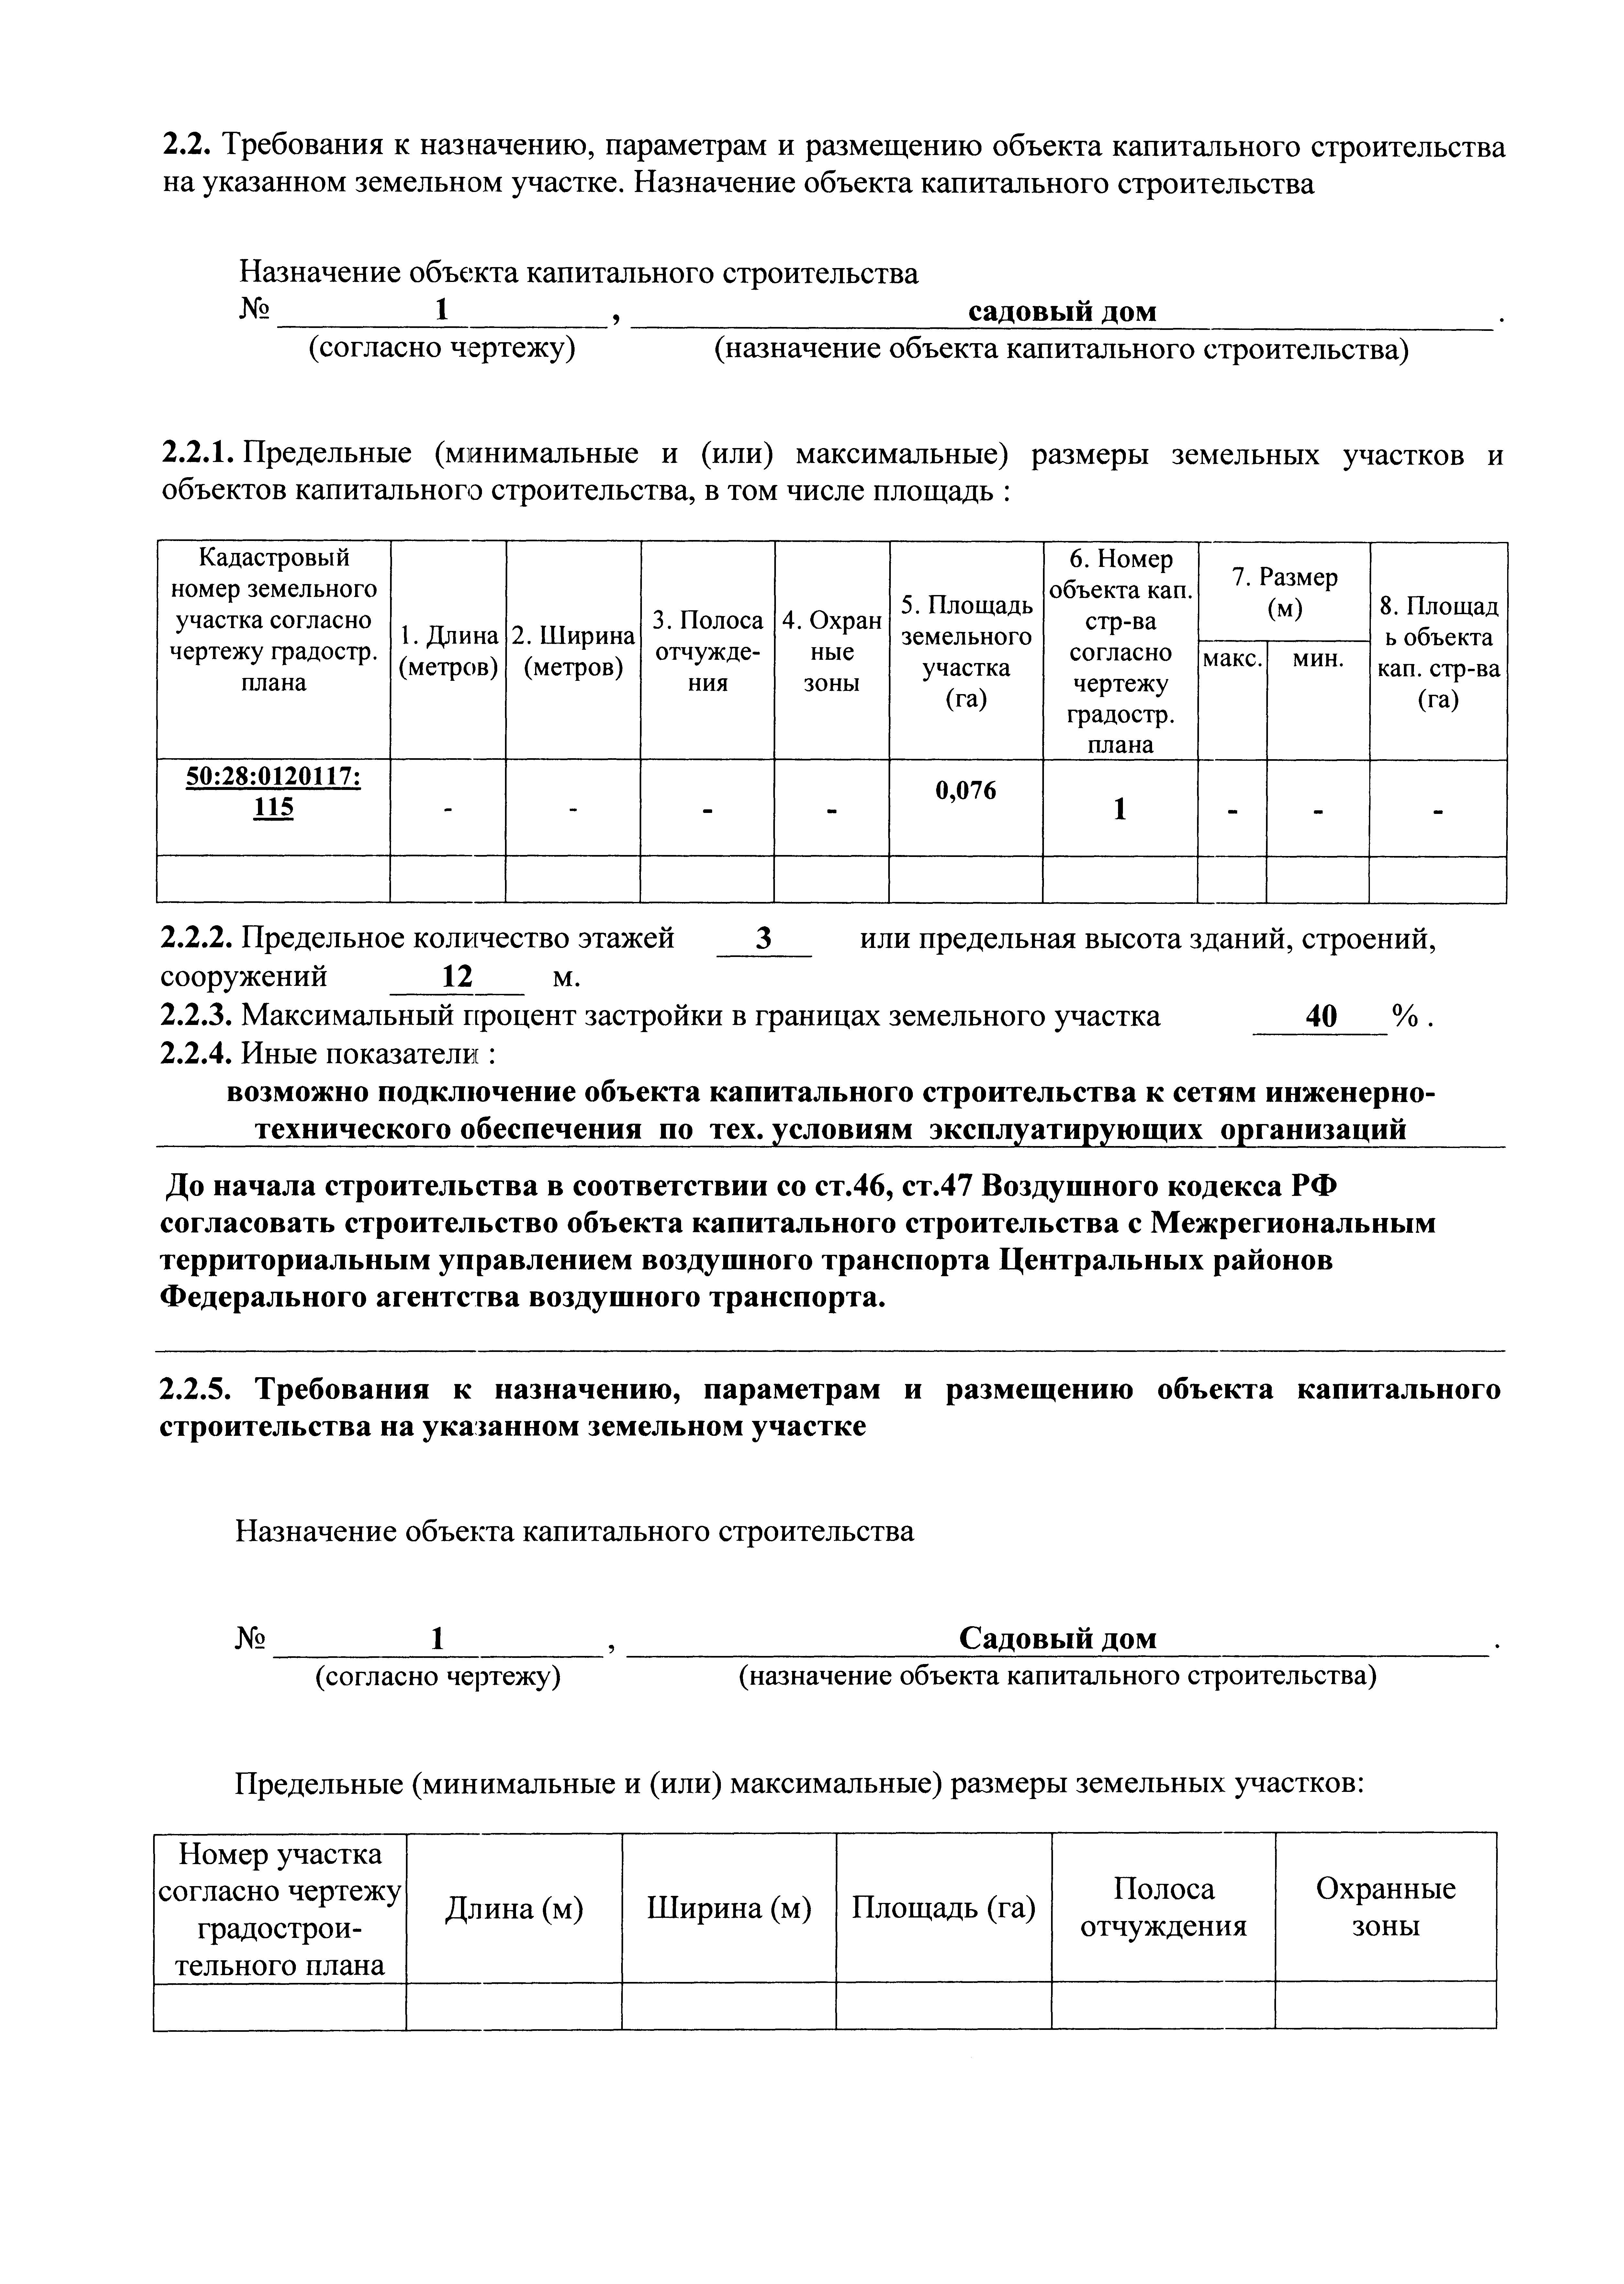 2.2. Требования к назначению, параметрам и размещению объекта капитального строительства
на указанном земельном участке. Назначение объекта капитального строительства
Назначение объекта капитального строительства
№ 1 , садовый дом .
(согласно чертежу) (назначение объекта капитального строительства)
2.2.1. Предельные (минимальные и (или) максимальные) размеры земельных участков и
объектов капитального строительства, в том числе площадь :
Кадастровый
номер земельного
участка согласно
чертежу градостр.
плана
1. Длина
(метров)
2. Ширина
(метров)
3. Полоса
отчужде-
ния
4. Охран
ные
зоны
5. Площадь
земельного
участка
(га)
6. Номер
объекта кап.
стр-ва
согласно
чертежу
градостр.
плана
7. Размер
(м)
макс.
мин.
8. Площад
ь объекта
кап. стр-ва
(га)
50:28:0120117:
115
-
-
-
-
0,076
1
-
-
-
2.2.2. Предельное количество этажей 3 или предельная высота зданий, строений,
сооружений 12 м.
2.2.3. Максимальный процент застройки в границах земельного участка 40 % .
2.2.4. Иные показатели :
возможно подключение объекта капитального строительства к сетям инженерно-
технического обеспечения по тех. условиям эксплуатирующих организаций
До начала строительства в соответствии со ст.46, ст.47 Воздушного кодекса РФ
согласовать строительство объекта капитального строительства с Межрегиональным
территориальным управлением воздушного транспорта Центральных районов
Федерального агентства воздушного транспорта.
2.2.5. Требования к назначению, параметрам и размещению объекта капитального
строительства на указанном земельном участке
Назначение объекта капитального строительства
№ 1 , Садовый дом .
(согласно чертежу) (назначение объекта капитального строительства)
Предельные (минимальные и (или) максимальные) размеры земельных участков:
Номер участка
согласно чертежу
градострои-
тельного плана
Длина (м)
Ширина (м)
Площадь (га)
Полоса
отчуждения
Охранные
зоны